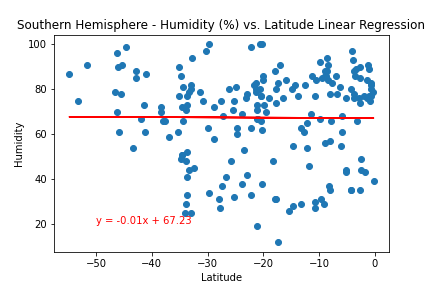 Southern Hemisphere - Humidity (%) vs. Latitude Linear Regression
100
80
60
40
20
Humidity
y = -0.01x + 67.23
−50
−40
−30
−20
−10
0
Latitude